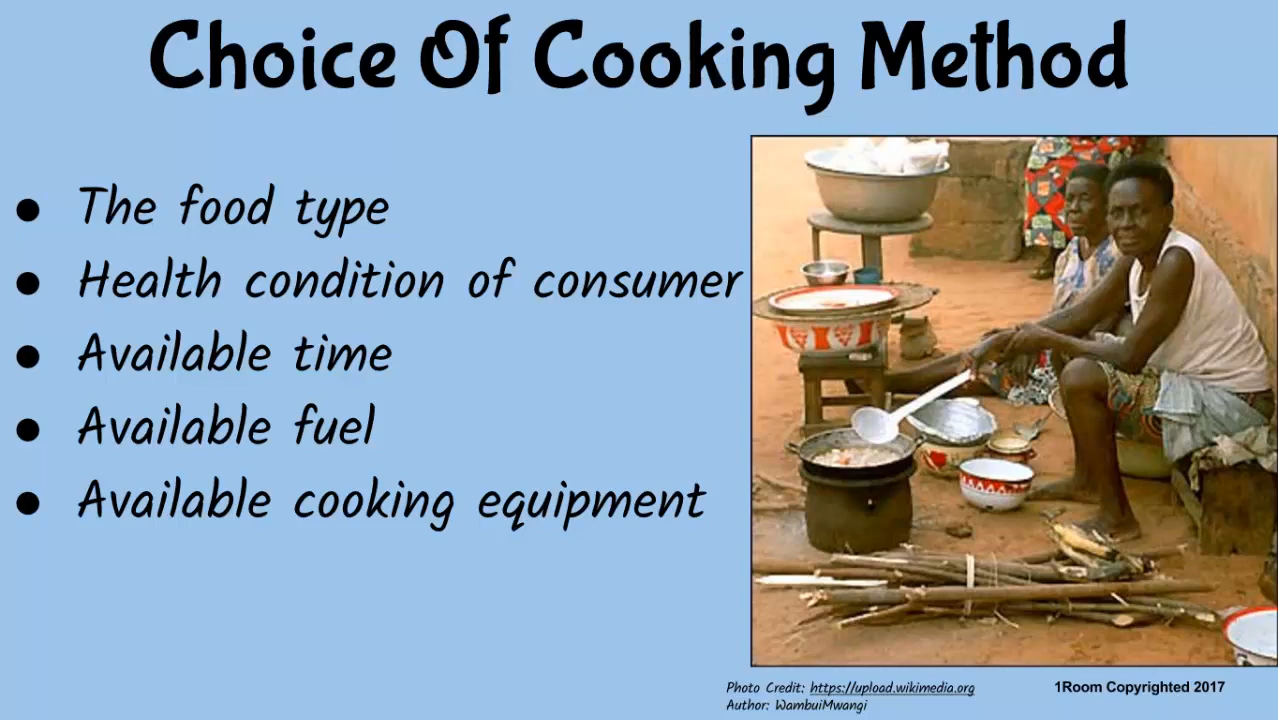 Choice Of Cooking Method
● The food type
● Health condition of consumer
● Available time
● Available fuel
● Available cooking equipment
Photo Credit: https://upload.wikimedia.org
Author: WambuiMwangi
1Room Copyrighted 2017